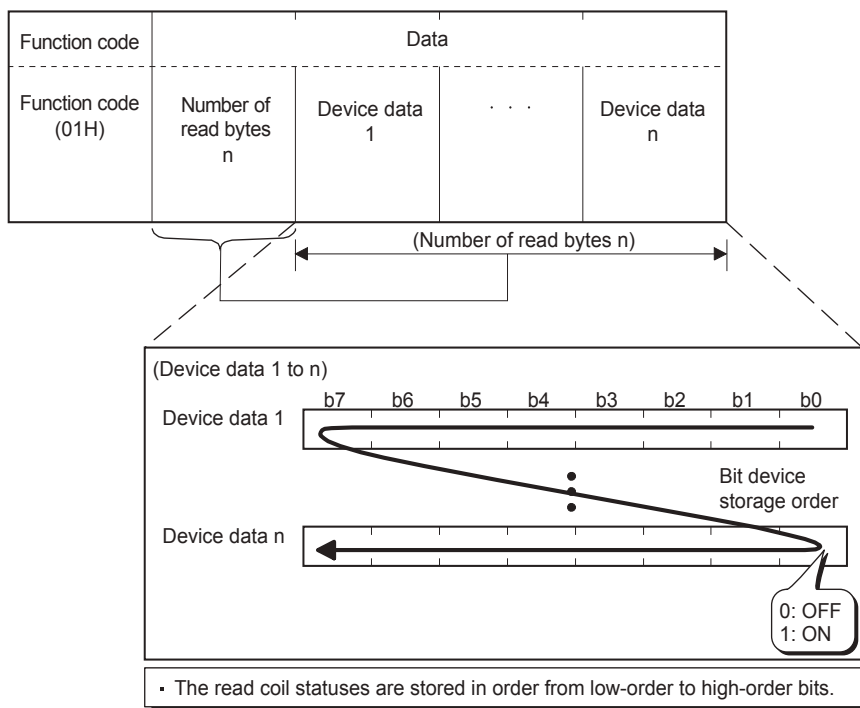 Function code
Data
Function code
(01H)
Number of
read bytes
n
Device data
1
· · ·
Device data
n
(Number of read bytes n)
(Device data 1 to n)
b7 b6 b5 b4 b3 b2 b1 b0
Device data 1
Bit device
storage order
Device data n
0: OFF
1: ON
· The read coil statuses are stored in order from low-order to high-order bits.